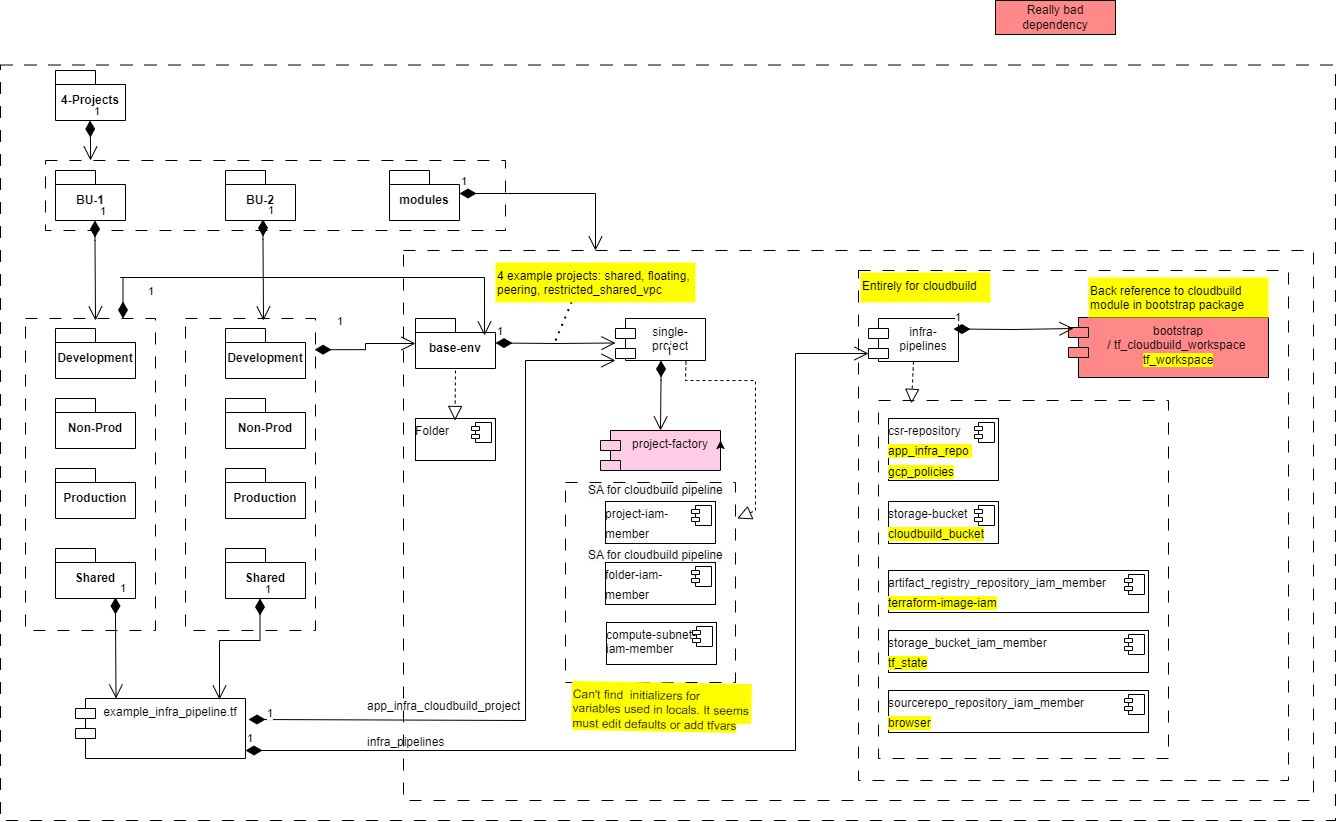 Really bad
dependency
4-Projects
1
BU-1
1
BU-2
1
modules
1
4 example projects: shared, floating,
peering, restricted_shared_vpc
Entirely for cloudbuild
Back reference to cloudbuild
module in bootstrap package
1
1
Development
Development
base-env
1
single-
project
1
infra-
pipelines
1
bootstrap
/ tf_cloudbuild_workspace
tf_workspace
Non-Prod
Non-Prod
Folder
project-factory
csr-repository
app_infra_repo
gcp_policies
Production
Production
SA for cloudbuild pipeline
project-iam-
member
storage-bucket
cloudbuild_bucket
SA for cloudbuild pipeline
folder-iam-
member
Shared
1
Shared
1
artifact_registry_repository_iam_member
terraform-image-iam
compute-subnet
iam-member
storage_bucket_iam_member
tf_state
Can't find initializers for
variables used in locals. It seems
must edit defaults or add tfvars
sourcerepo_repository_iam_member
browser
example_infra_pipeline.tf
1
app_infra_cloudbuild_project
1
infra_pipelines